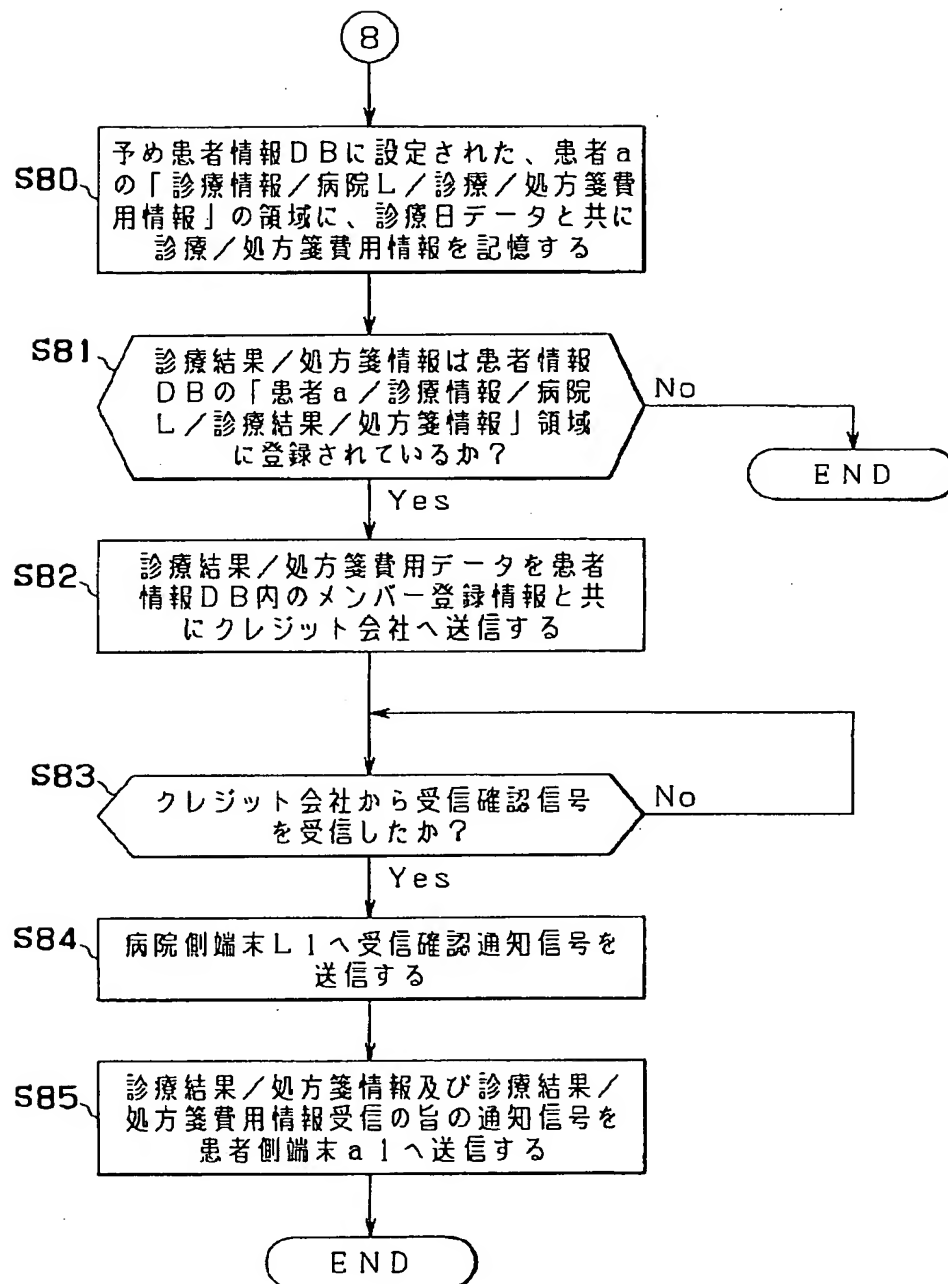 8
S80
予め患者情報DBに設定された、患者a
の「診療情報/病院L/診療/処方箋費
用情報」の領域に、診療日データと共に
診療/処方箋費用情報を記憶する
S81
診療結果/処方箋情報は患者情報
DBの「患者a/診療情報/病院
L/診療結果/処方箋情報」領域
に登録されているか?
No
END
Yes
S82
診療結果/処方箋費用データを患者
情報DB内のメンバー登録情報と共
にクレジット会社へ送信する
S83
クレジット会社から受信確認信号
を受信したか?
No
Yes
S84
病院側端末L1へ受信確認通知信号を
送信する
S85
診療結果/処方箋情報及び診療結果/
処方箋費用情報受信の旨の通知信号を
患者側端末a1へ送信する
END